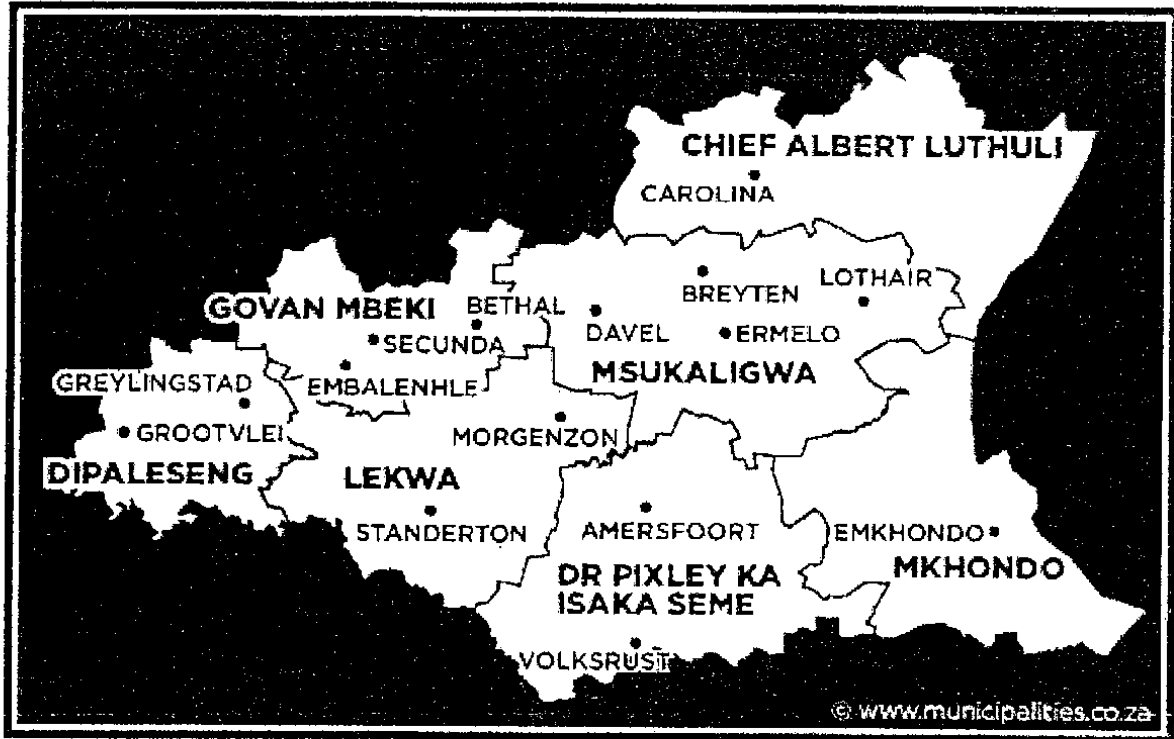 CHIEF ALBERT LUTHULI
CAROLINA
LOTHAIR
BREYTEN
GOVAN MBEKI
BETHAL
DAVEL
ERMELO
SECUNDA
MSUKALIGWA
GREYLINGSTAD
EMBALENHLE
GROOTVLEI
MORGENZON
DIPALESENG
LEKWA
STANDERTON
AMERSFOORT
EMKHONDO
MKHONDO
DR PIXLEY KA
ISAKA SEME
VOLKSRUST
© www.municipalities.co.za